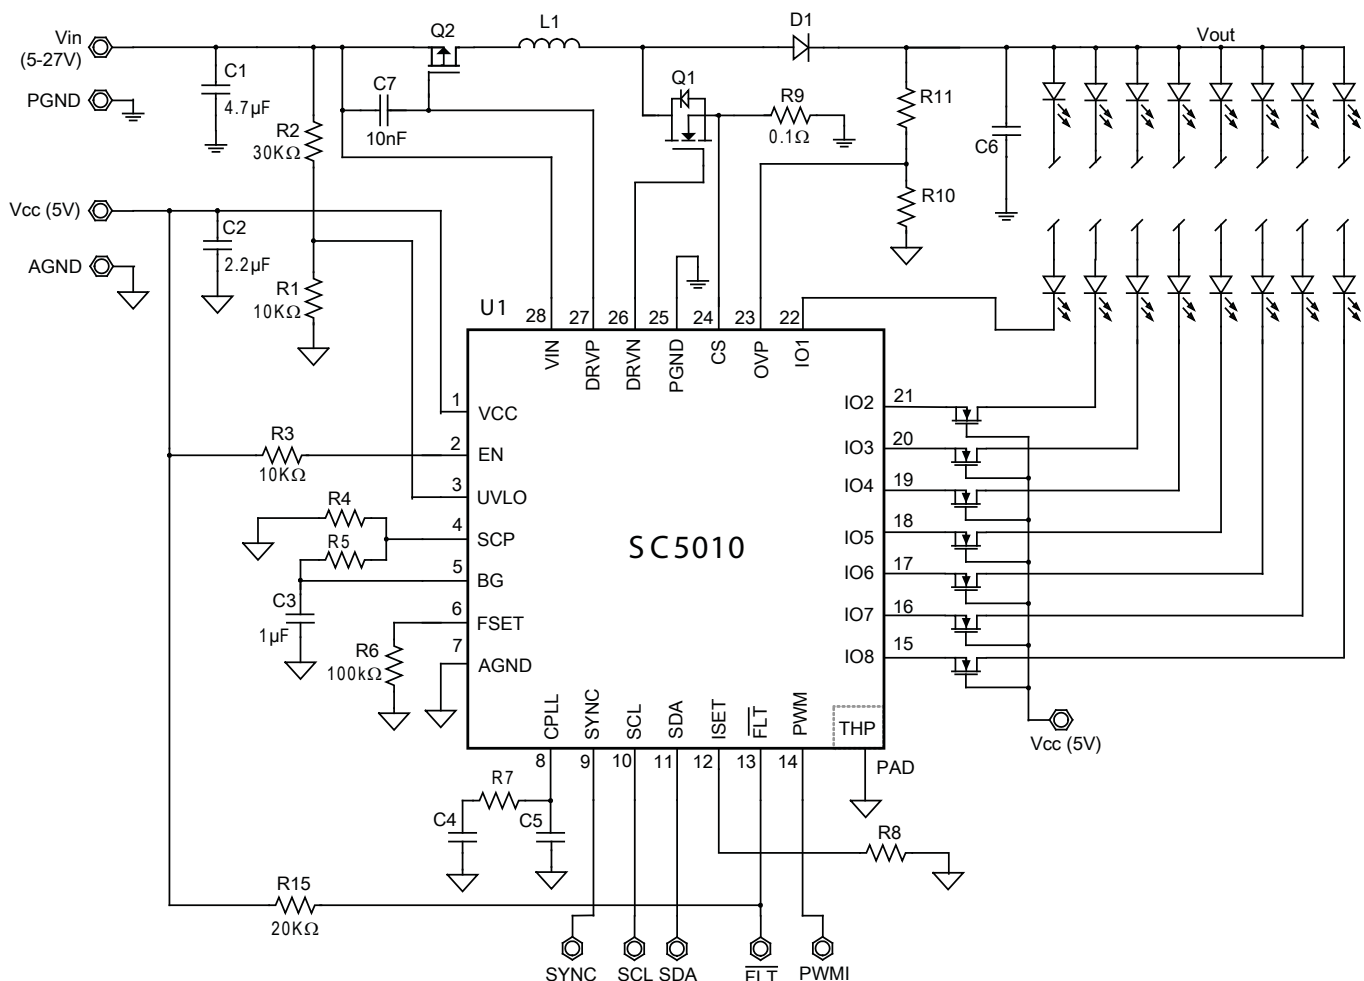 Vin
(5-27V)
PGND
C1
4.7µF
R2
30KΩ
C7
10nF
Q2
L1
Q1
D1
R9
0.1Ω
R11
R10
C6
Vout
Vcc (5V)
C2
2.2µF
AGND
R1
10KΩ
U1
28
27
26
25
24
23
22
VIN
DRVP
DRVN
PGND
CS
OVP
IO1
1
VCC
R3
10KΩ
2
EN
3
UVLO
R4
4
SCP
R5
5
BG
C3
1µF
6
FSET
R6
100kΩ
7
AGND
SC5010
IO2
21
IO3
20
IO4
19
IO5
18
IO6
17
IO7
16
IO8
15
Vcc (5V)
CPLL
SYNC
SCL
SDA
ISET
FLT
PWM
THP
PAD
8
9
10
11
12
13
14
R7
C4
C5
R8
R15
20KΩ
SYNC
SCL
SDA
FLT
PWMI